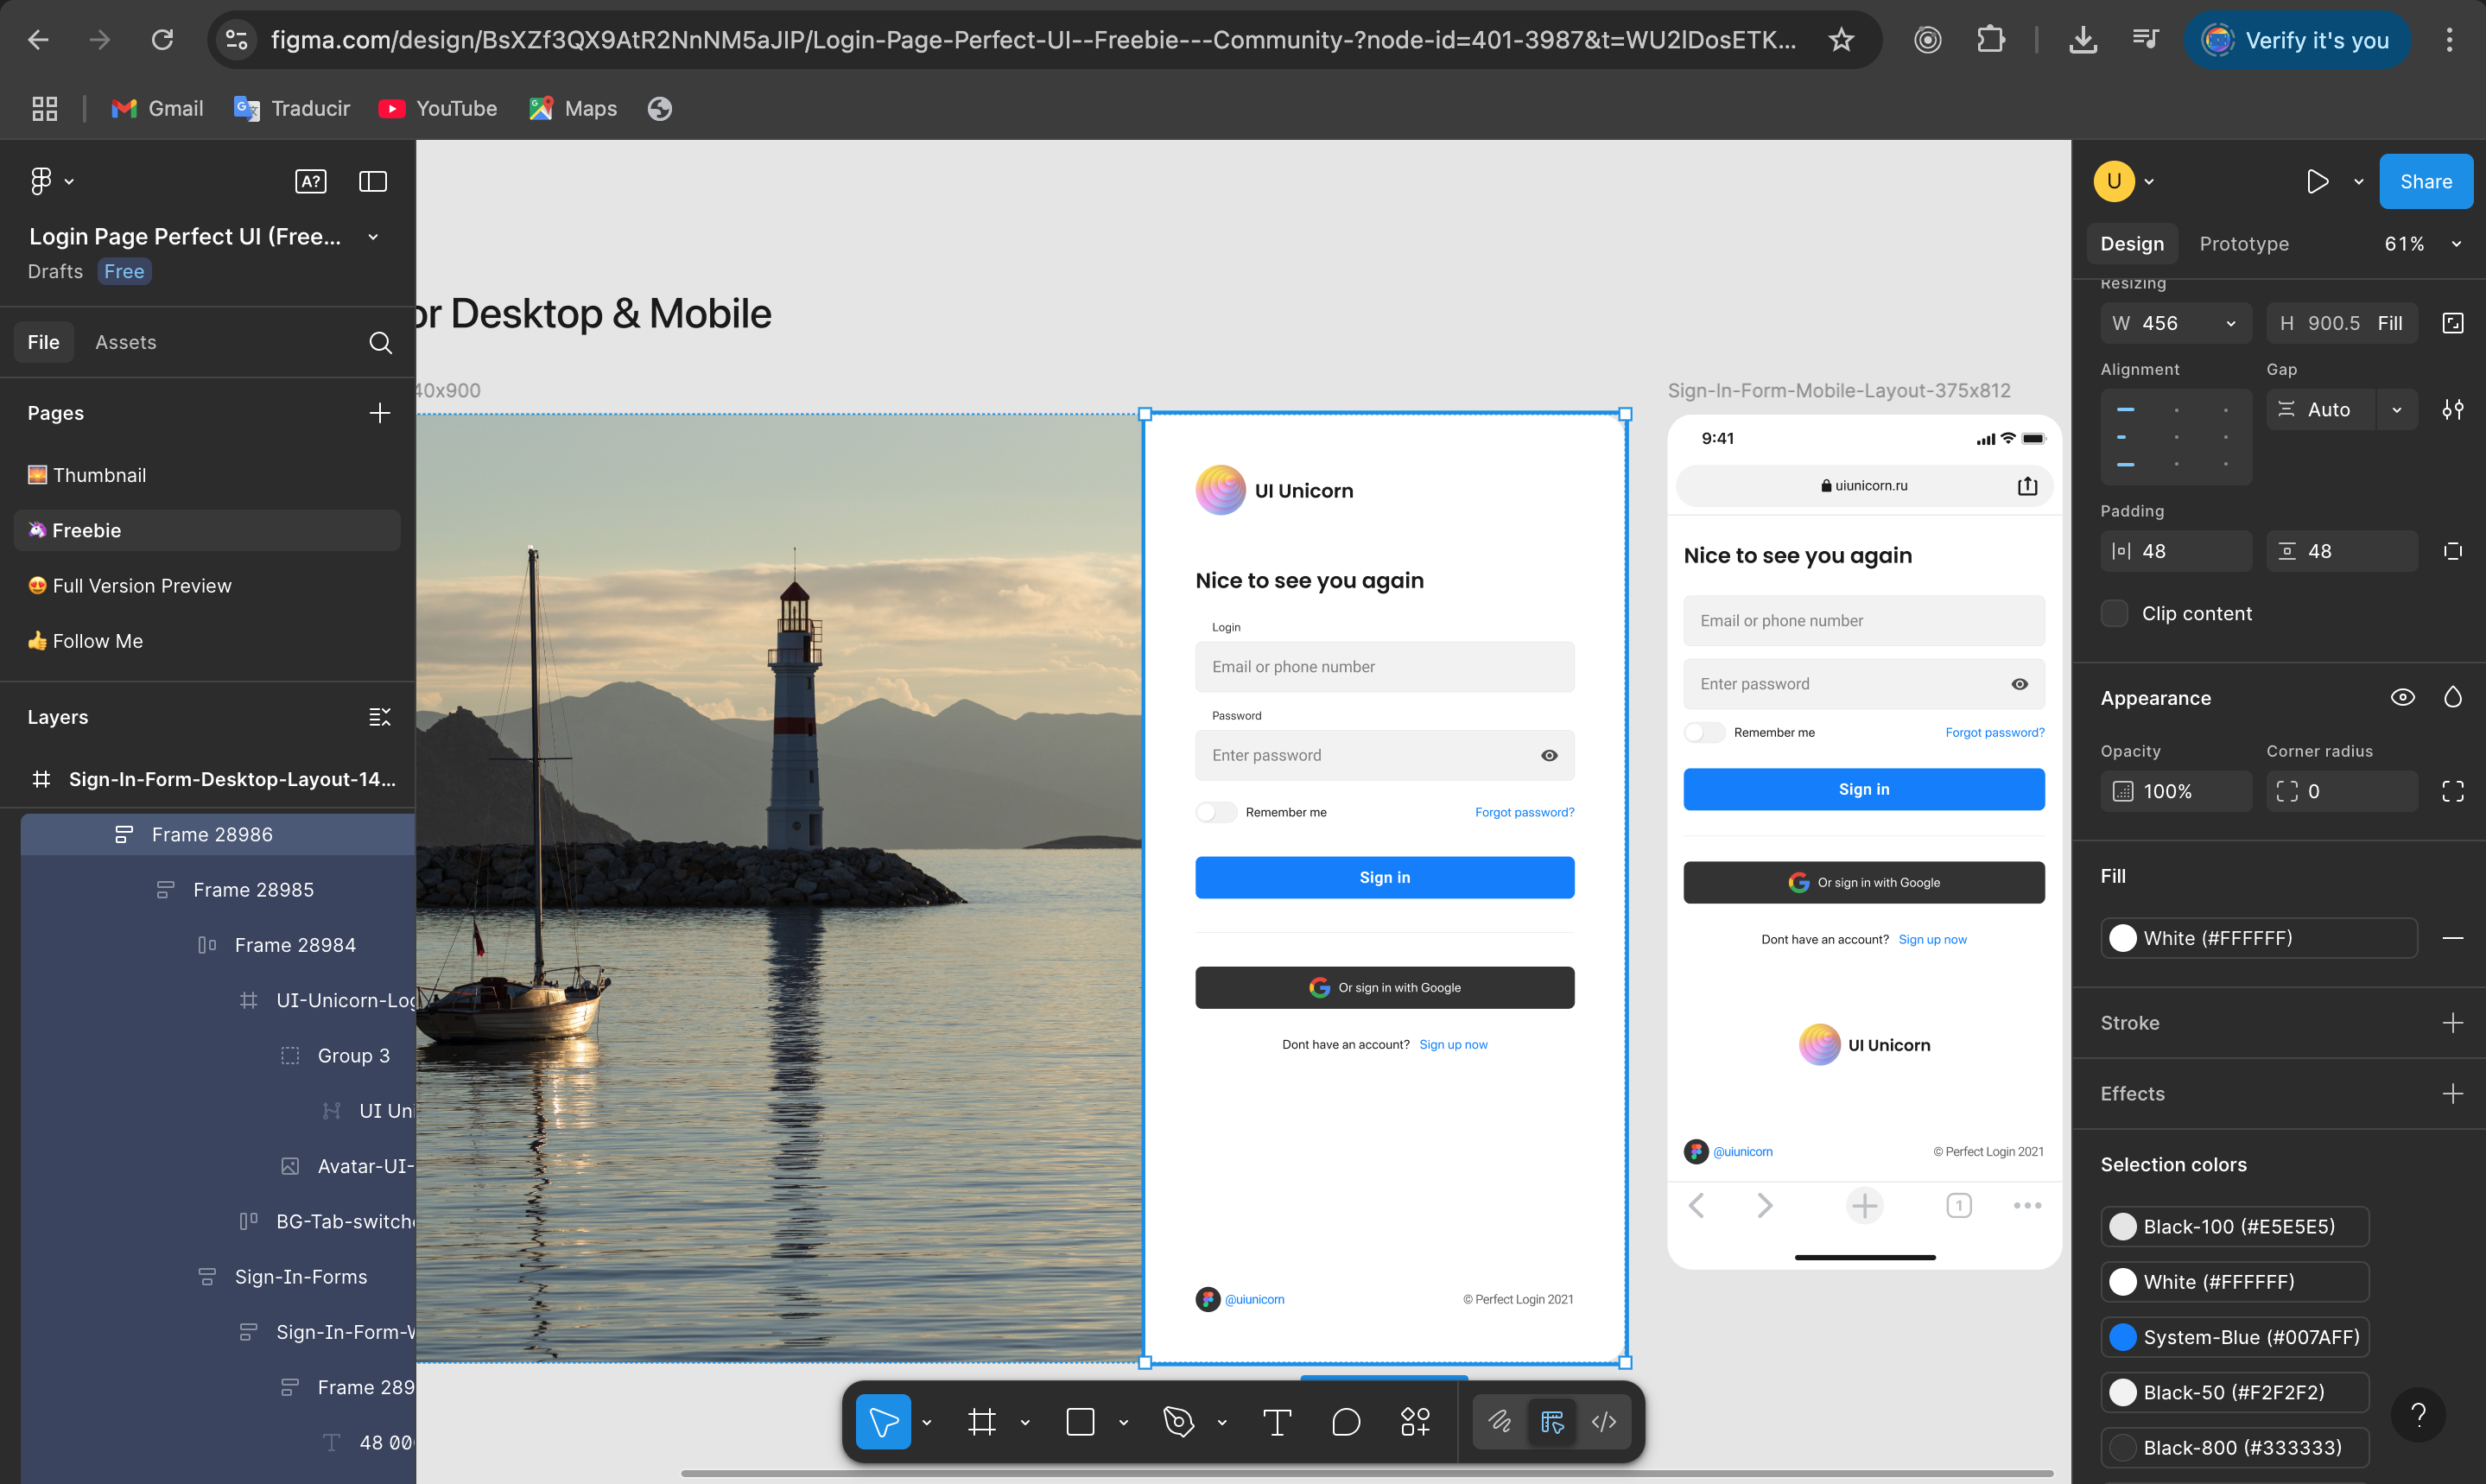 figma.com/design/BsXZf3QX9AtR2NnNM5aJIP/Login-Page-Perfect-UI--Freebie---Community-?node-id=401-3987&t=WU2lDosETK...
Verify it's you
Gmail
Traducir
YouTube
Maps
A?
Login Page Perfect UI (Free...
Drafts
Free
File
Assets
Pages
Thumbnail
Freebie
Full Version Preview
Follow Me
Layers
Sign-In-Form-Desktop-Layout-14...
Frame 28986
Frame 28985
Frame 28984
UI-Unicorn-Log
Group 3
UI Uni
Avatar-UI-
BG-Tab-switche
Sign-In-Forms
Sign-In-Form-W
Frame 289
48 00
or Desktop & Mobile
40x900
UI Unicorn
Nice to see you again
Login
Email or phone number
Password
Enter password
Remember me
Forgot password?
Sign in
Or sign in with Google
Dont have an account? Sign up now
@uiunicorn
© Perfect Login 2021
Sign-In-Form-Mobile-Layout-375x812
9:41
uiunicorn.ru
Nice to see you again
Email or phone number
Enter password
Remember me
Forgot password?
Sign in
Or sign in with Google
Dont have an account? Sign up now
UI Unicorn
@uiunicorn
© Perfect Login 2021
1
U
Share
Design
Prototype
61%
Resizing
W 456
H 900.5 Fill
Alignment
Gap
Auto
Padding
48
48
Clip content
Appearance
Opacity
Corner radius
100%
0
Fill
White (#FFFFFF)
Stroke
Effects
Selection colors
Black-100 (#E5E5E5)
White (#FFFFFF)
System-Blue (#007AFF)
Black-50 (#F2F2F2)
Black-800 (#333333)
?